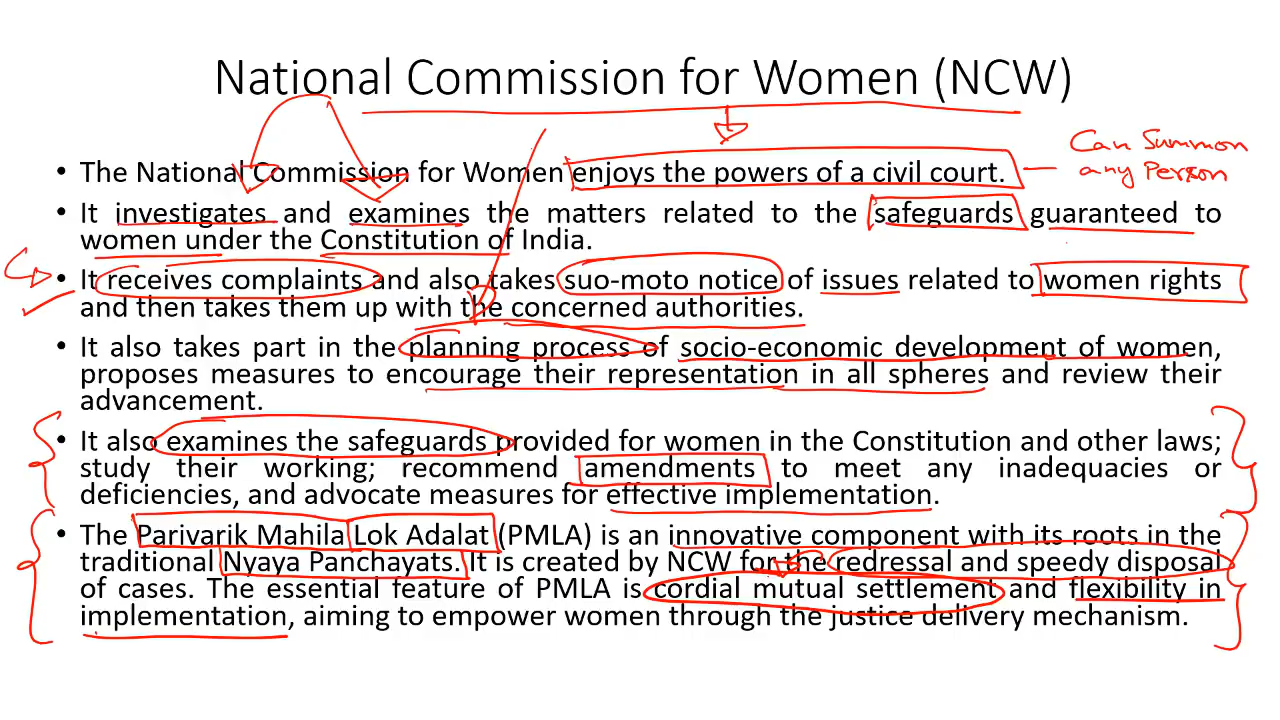 National Commission for Women (NCW)
Can Summon
• The National Commission for Women enjoys the powers of a civil court.
any Person
• It investigates and examines the matters related to the safeguards guaranteed to
women under the Constitution of India.
• It receives complaints and also takes suo-moto notice of issues related to women rights
and then takes them up with the concerned authorities.
• It also takes part in the planning process of socio-economic development of women,
proposes measures to encourage their representation in all spheres and review their
advancement.
• It also examines the safeguards provided for women in the Constitution and other laws;
study their working; recommend amendments to meet any inadequacies or
deficiencies, and advocate measures for effective implementation.
• The Parivarik Mahila Lok Adalat (PMLA) is an innovative component with its roots in the
traditional Nyaya Panchayats. It is created by NCW for the redressal and speedy disposal
of cases. The essential feature of PMLA is cordial mutual settlement and flexibility in
implementation, aiming to empower women through the justice delivery mechanism.